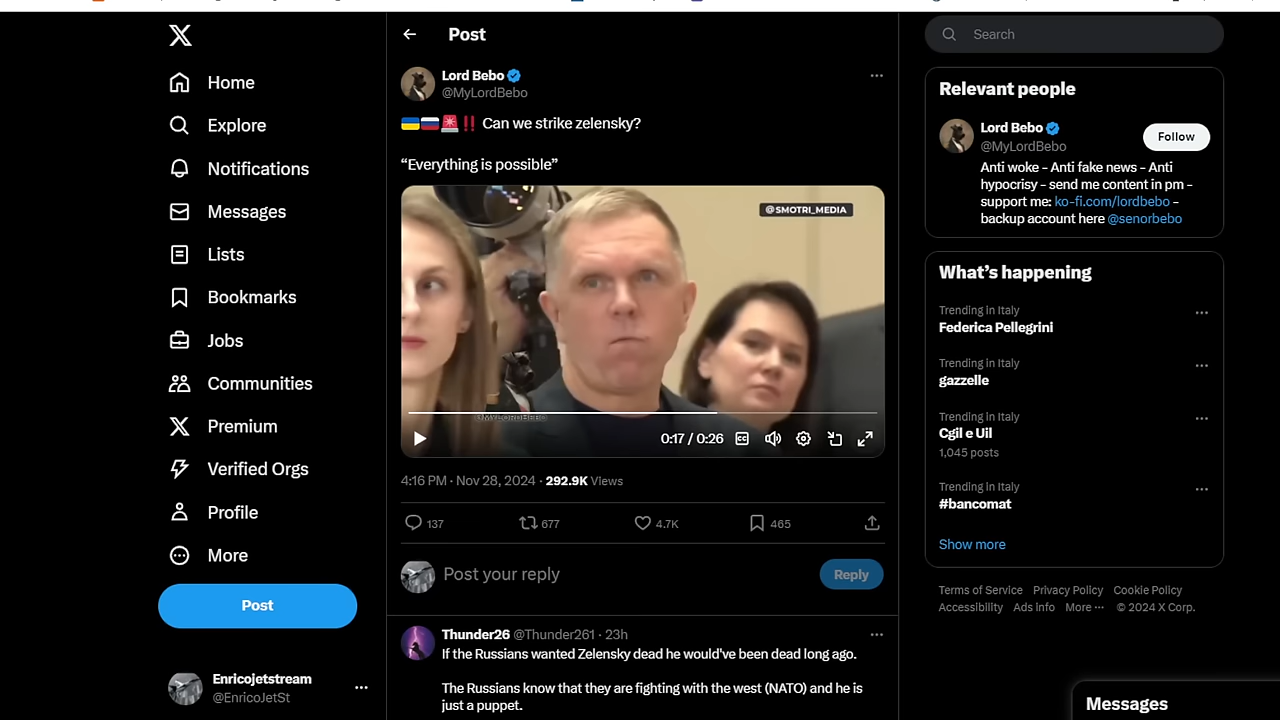 Home
Explore
Notifications
Messages
Lists
Bookmarks
Jobs
Communities
Premium
Verified Orgs
Profile
More
Post
Enricojetstream
@EnricoJetSt
Post
Lord Bebo
@MyLordBebo
Can we strike zelensky?
“Everything is possible”
@SMOTRI_MEDIA
@MYLORDBEBO
0:17 / 0:26
4:16 PM · Nov 28, 2024 · 292.9K Views
137 677 4.7K 465
Post your reply
Reply
Thunder26 @Thunder261 · 23h
If the Russians wanted Zelensky dead he would've been dead long ago.
The Russians know that they are fighting with the west (NATO) and he is
just a puppet.
Search
Relevant people
Lord Bebo
@MyLordBebo
Follow
Anti woke - Anti fake news - Anti
hypocrisy - send me content in pm -
support me: ko-fi.com/lordbebo -
backup account here @senorbebo
What’s happening
Trending in Italy
Federica Pellegrini
Trending in Italy
gazzelle
Trending in Italy
Cgil e Uil
1,045 posts
Trending in Italy
#bancomat
Show more
Terms of Service Privacy Policy Cookie Policy
Accessibility Ads info More ··· © 2024 X Corp.
Messages